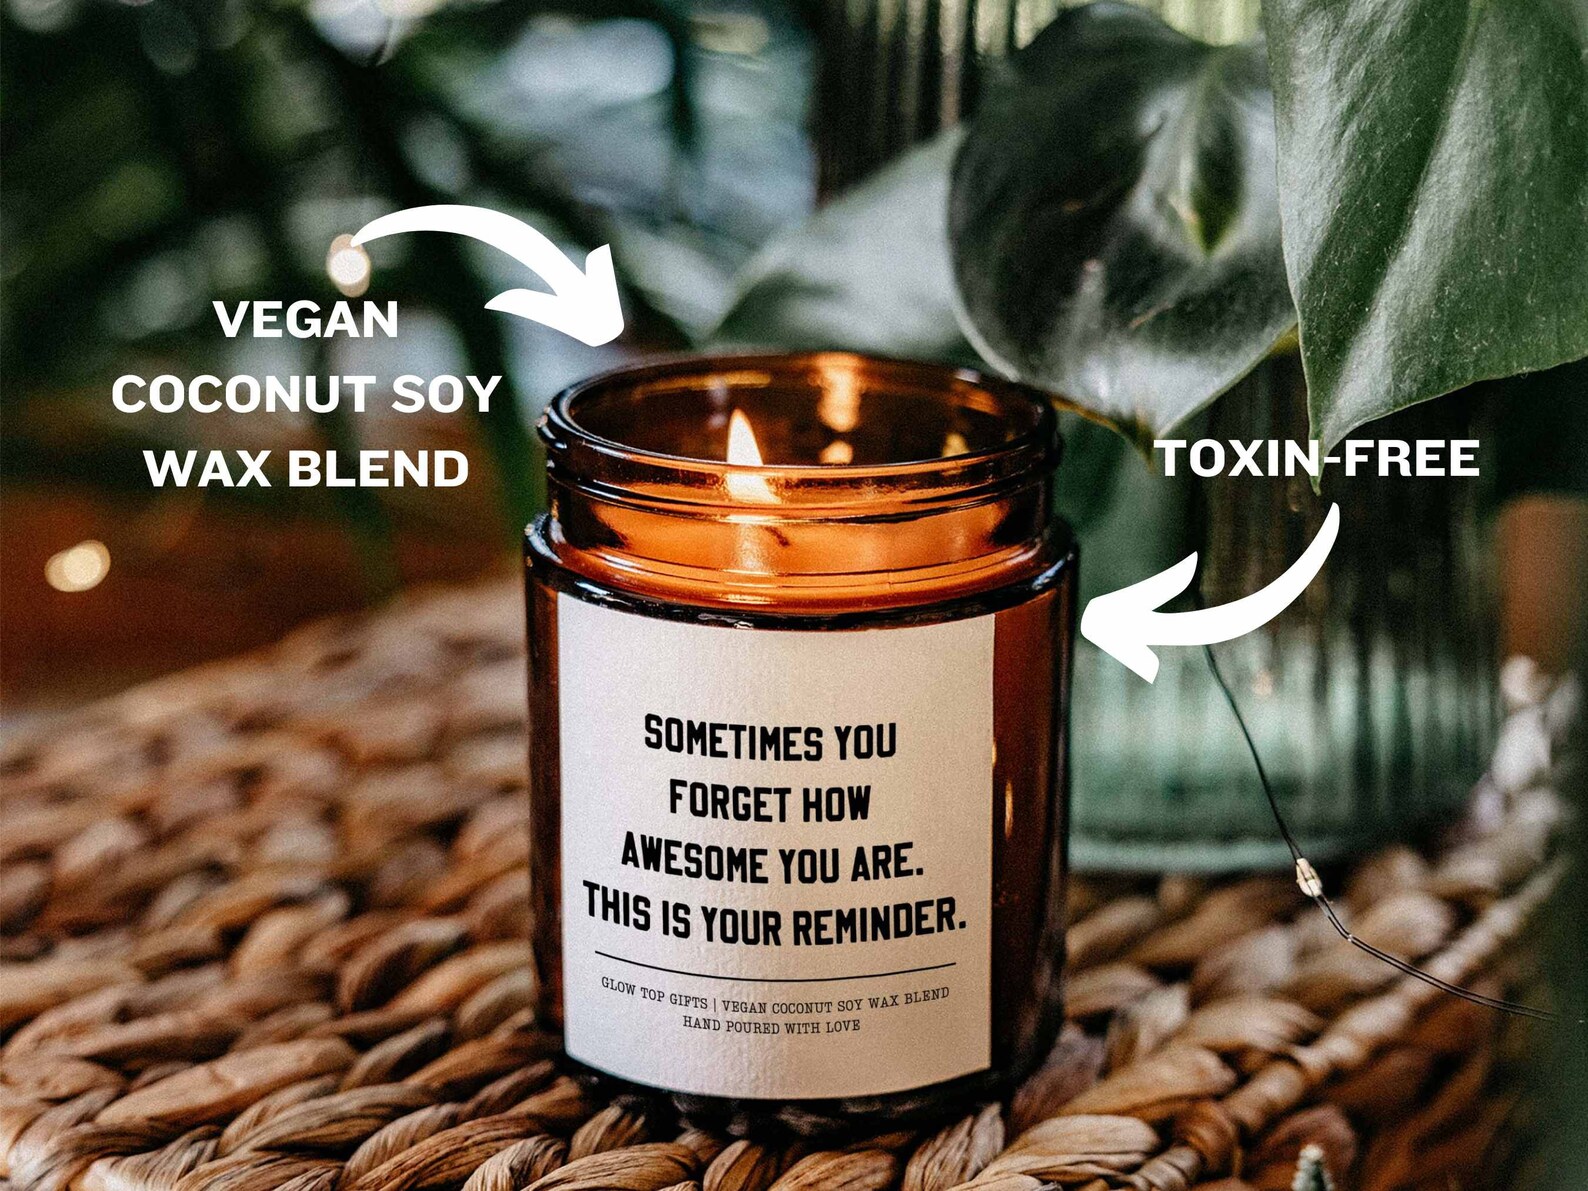 VEGAN
COCONUT SOY
WAX BLEND
TOXIN-FREE
SOMETIMES YOU
FORGET HOW
AWESOME YOU ARE.
THIS IS YOUR REMINDER.
GLOW TOP GIFTS | VEGAN COCONUT SOY WAX BLEND
HAND POURED WITH LOVE